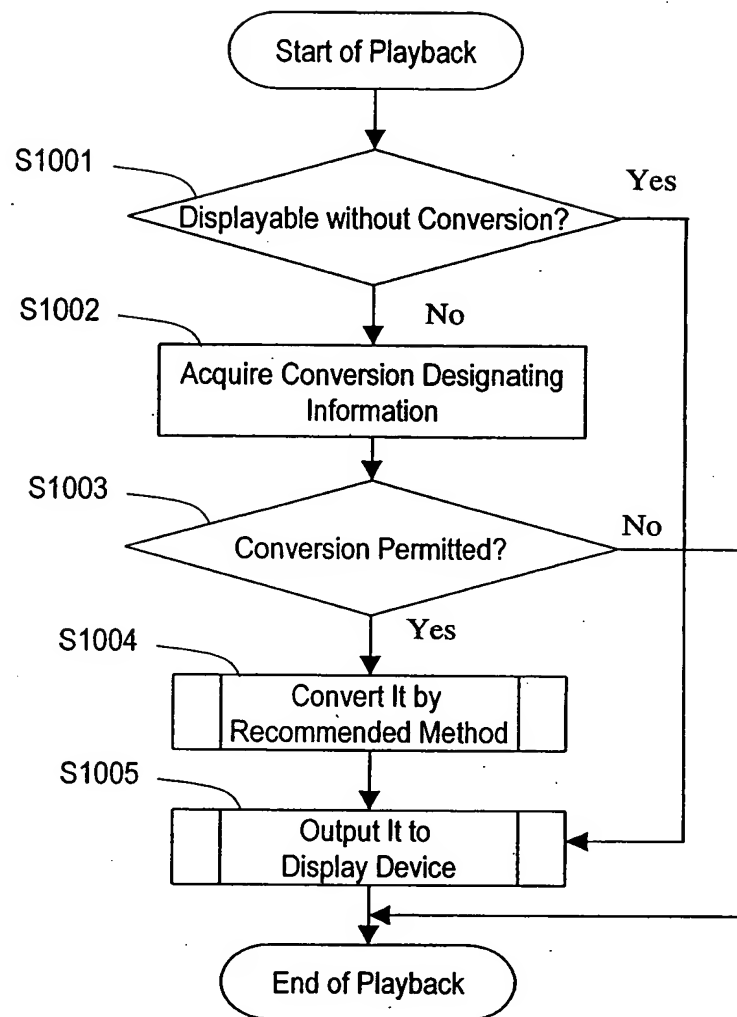 Start of Playback
S1001
Yes
Displayable without Conversion?
S1002
No
Acquire Conversion Designating
Information
S1003
No
Conversion Permitted?
Yes
S1004
Convert It by
Recommended Method
S1005
Output It to
Display Device
End of Playback